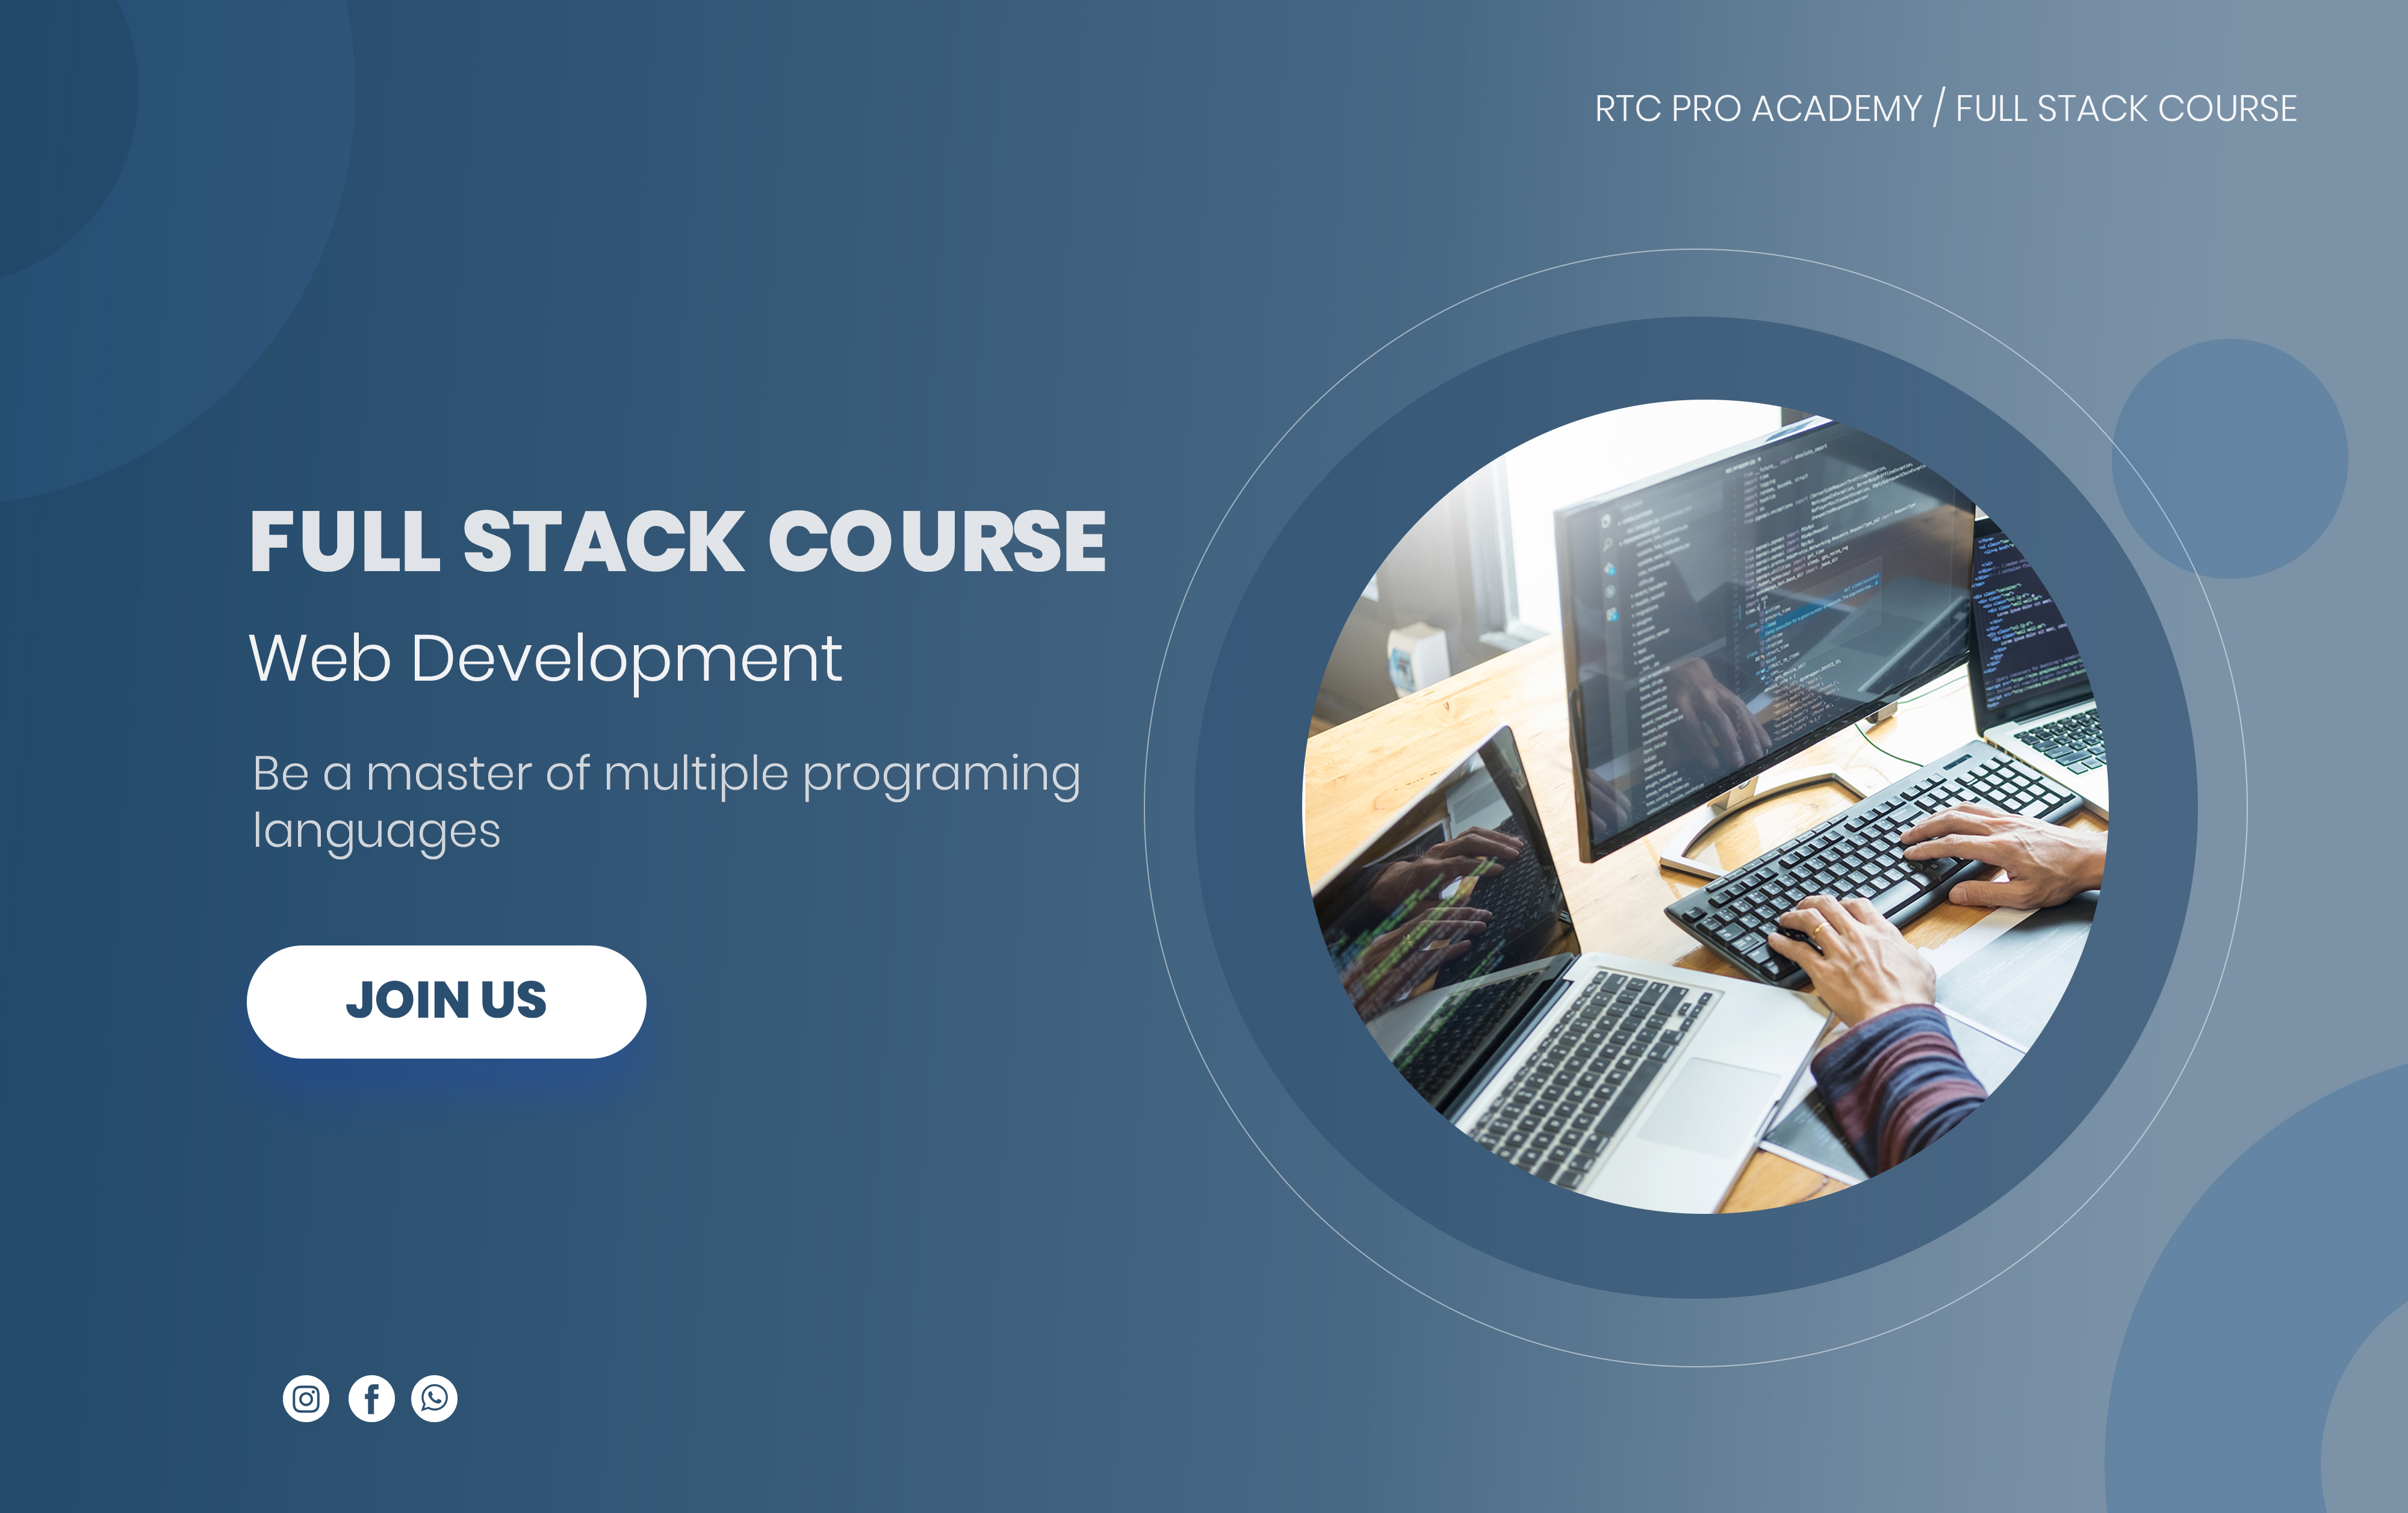 RTC PRO ACADEMY / FULL STACK COURSE
FULL STACK COURSE
Web Development
Be a master of multiple programing
languages
JOIN US